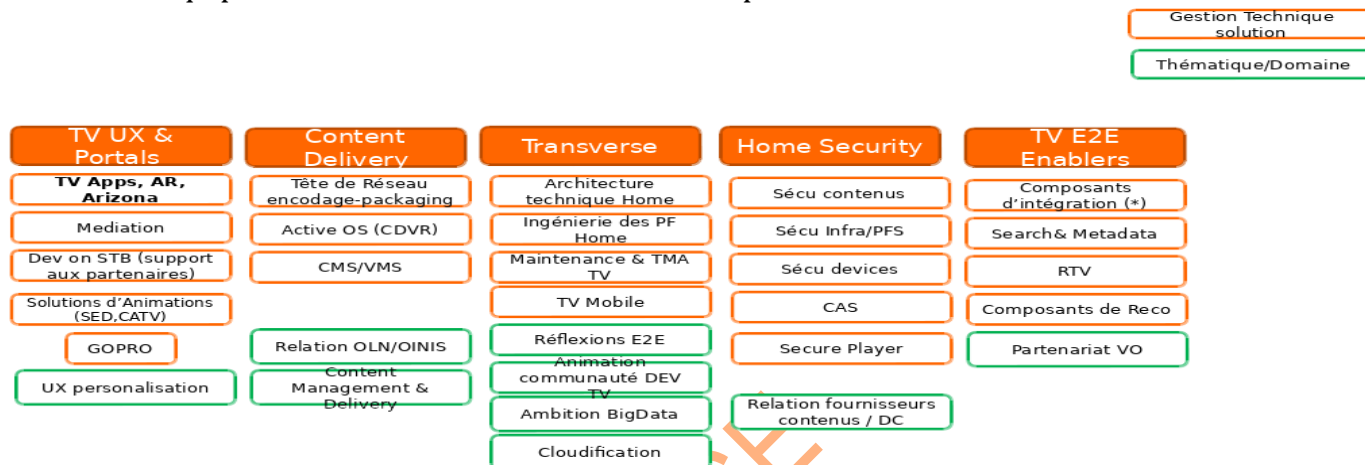 Gestion Technique
solution
Thématique/Domaine
TV UX &
Portals
TV Apps, AR,
Arizona
Mediation
Dev on STB (support
aux partenaires)
Solutions d'Animations
(SED,CATV)
GOPRO
UX personalisation
Content
Delivery
Tête de Réseau
encodage-packaging
Active OS (CDVR)
CMS/VMS
Relation OLN/OINIS
Content
Management &
Delivery
Transverse
Architecture
technique Home
Ingénierie des PF
Home
Maintenance & TMA
TV
TV Mobile
Réflexions E2E
Animation
communauté DEV
TV
Ambition BigData
Cloudification
Home Security
Sécu contenus
Sécu Infra/PFS
Sécu devices
CAS
Secure Player
Relation fournisseurs
contenus / DC
TV E2E
Enablers
Composants
d'intégration (*)
Search& Metadata
RTV
Composants de Reco
Partenariat VO